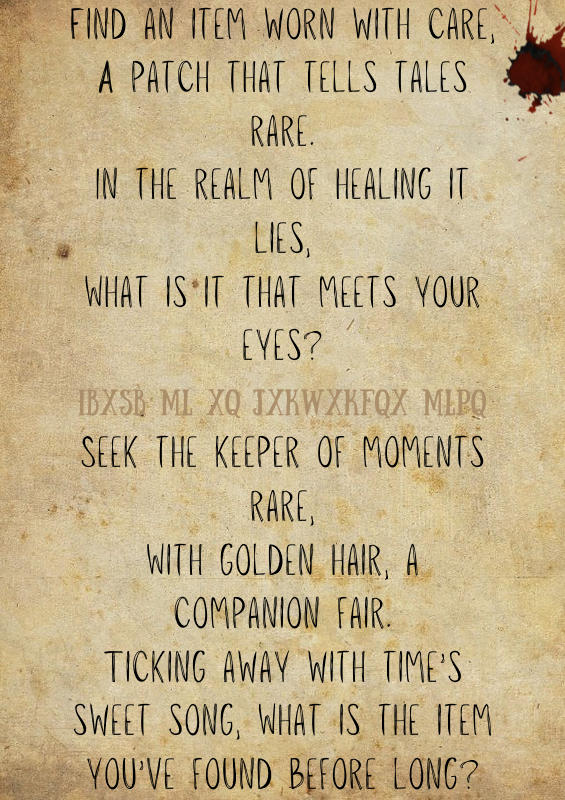 FIND AN ITEM WORN WITH CARE,
A PATCH THAT TELLS TALES
RARE.
IN THE REALM OF HEALING IT
LIES,
WHAT IS IT THAT MEETS YOUR
EYES?
IBXSB ML XQ JXKWXKFQX MLPQ
SEEK THE KEEPER OF MOMENTS
RARE,
WITH GOLDEN HAIR, A
COMPANION FAIR.
TICKING AWAY WITH TIME'S
SWEET SONG, WHAT IS THE ITEM
YOU'VE FOUND BEFORE LONG?